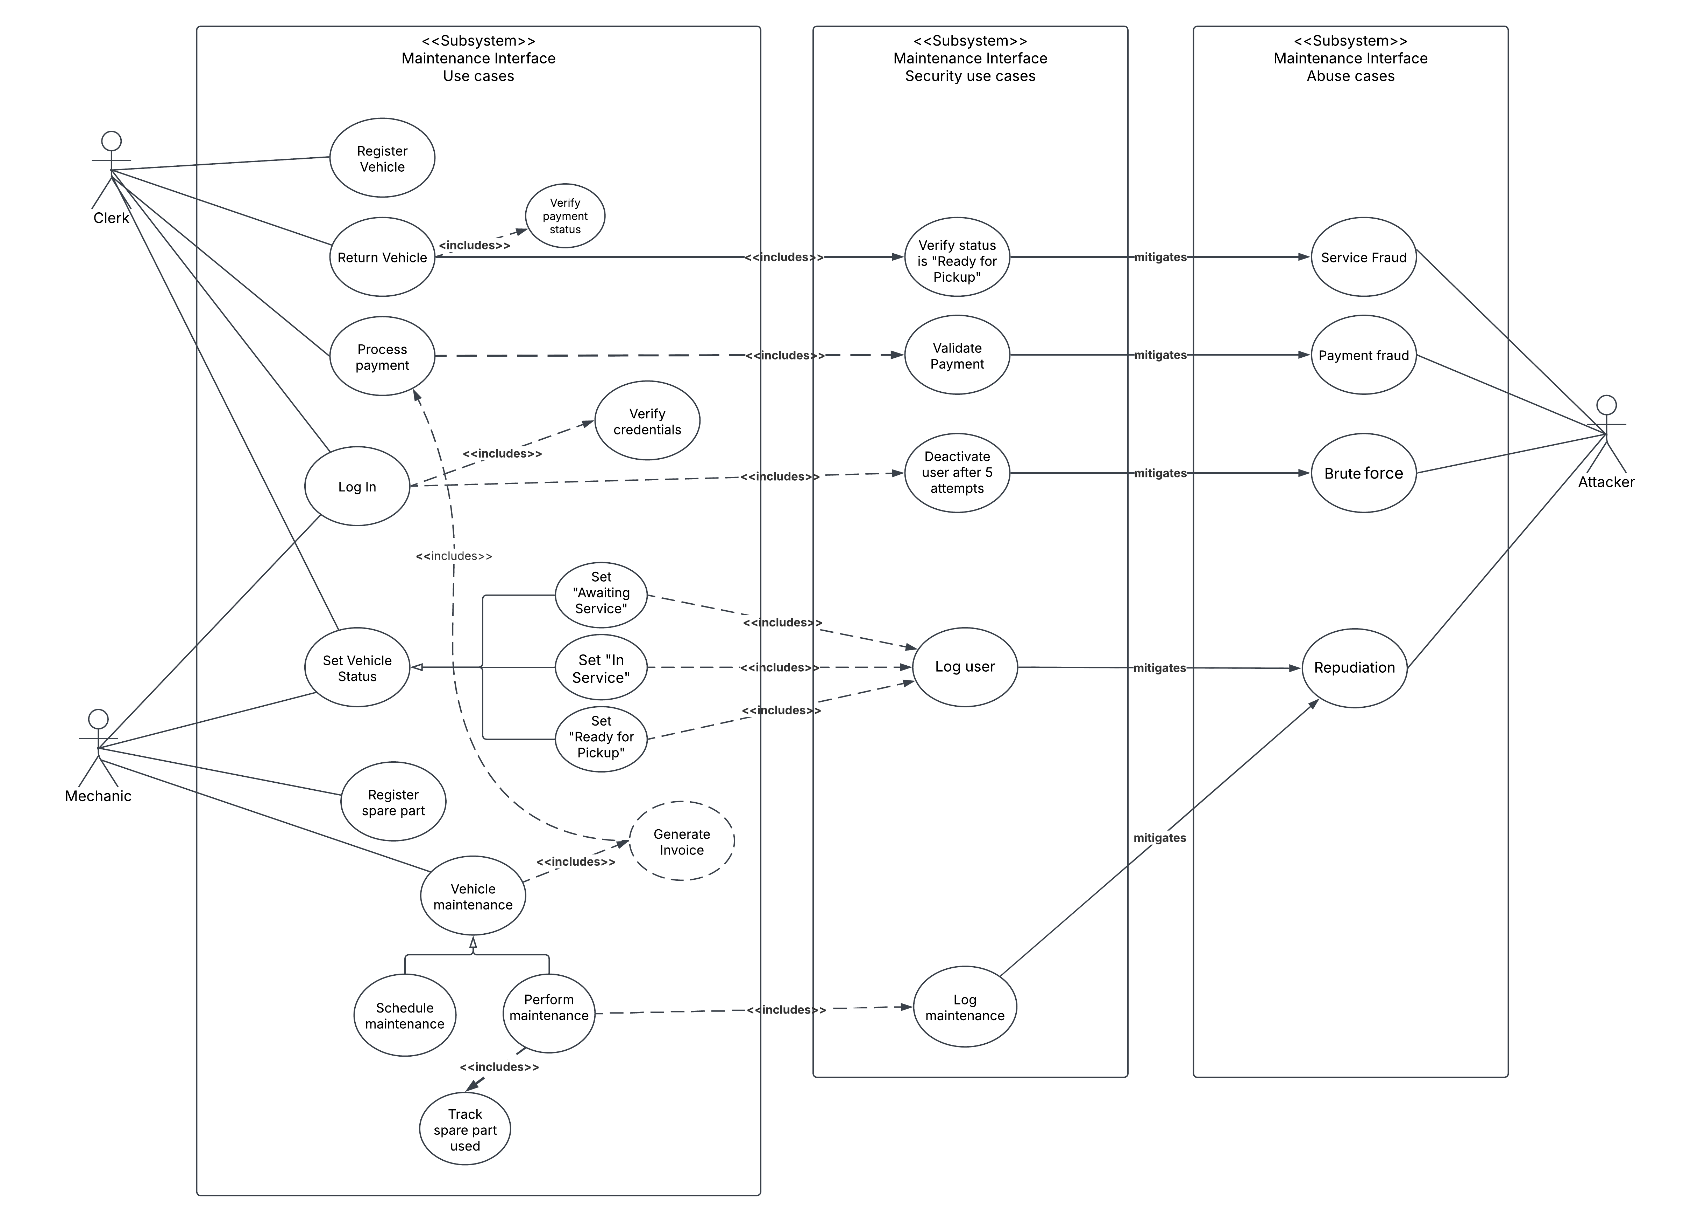 <<Subsystem>>
Maintenance Interface
Use cases
<<Subsystem>>
Maintenance Interface
Security use cases
<<Subsystem>>
Maintenance Interface
Abuse cases
Clerk
Register
Vehicle
Verify
payment
status
<includes>>
Return Vehicle
<<includes>>
Verify status
is "Ready for
Pickup"
mitigates
Service Fraud
Process
payment
<<includes>>
Validate
Payment
mitigates
Payment fraud
Verify
credentials
<<includes>>
Log In
<<includes>>
Deactivate
user after 5
attempts
mitigates
Brute force
Attacker
<<includes>>
Set
"Awaiting
Service"
<<includes>>
Set Vehicle
Status
Set "In
Service"
<<includes>>
Log user
mitigates
Repudiation
Set
"Ready for
Pickup"
<<includes>>
Mechanic
Register
spare part
Generate
Invoice
<<includes>>
mitigates
Vehicle
maintenance
Schedule
maintenance
Perform
maintenance
<<includes>>
Log
maintenance
<<includes>>
Track
spare part
used